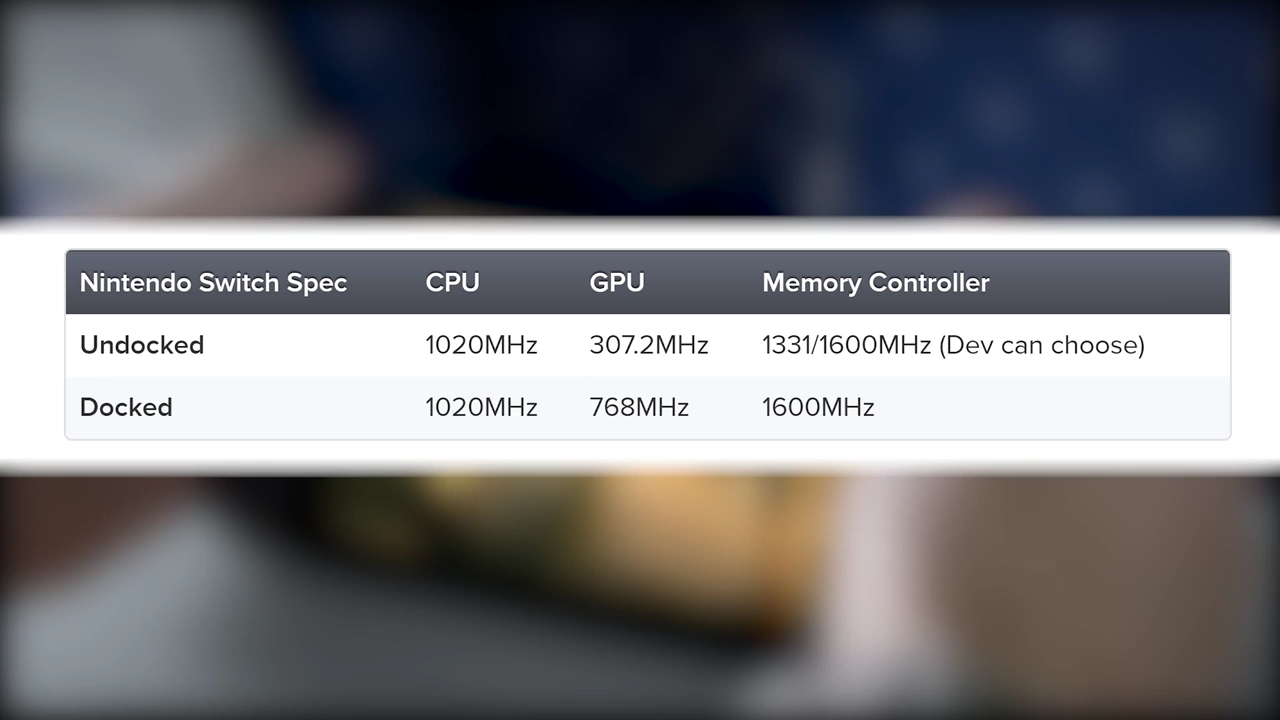 Nintendo Switch Spec CPU GPU Memory Controller
Undocked 1020MHz 307.2MHz 1331/1600MHz (Dev can choose)
Docked 1020MHz 768MHz 1600MHz